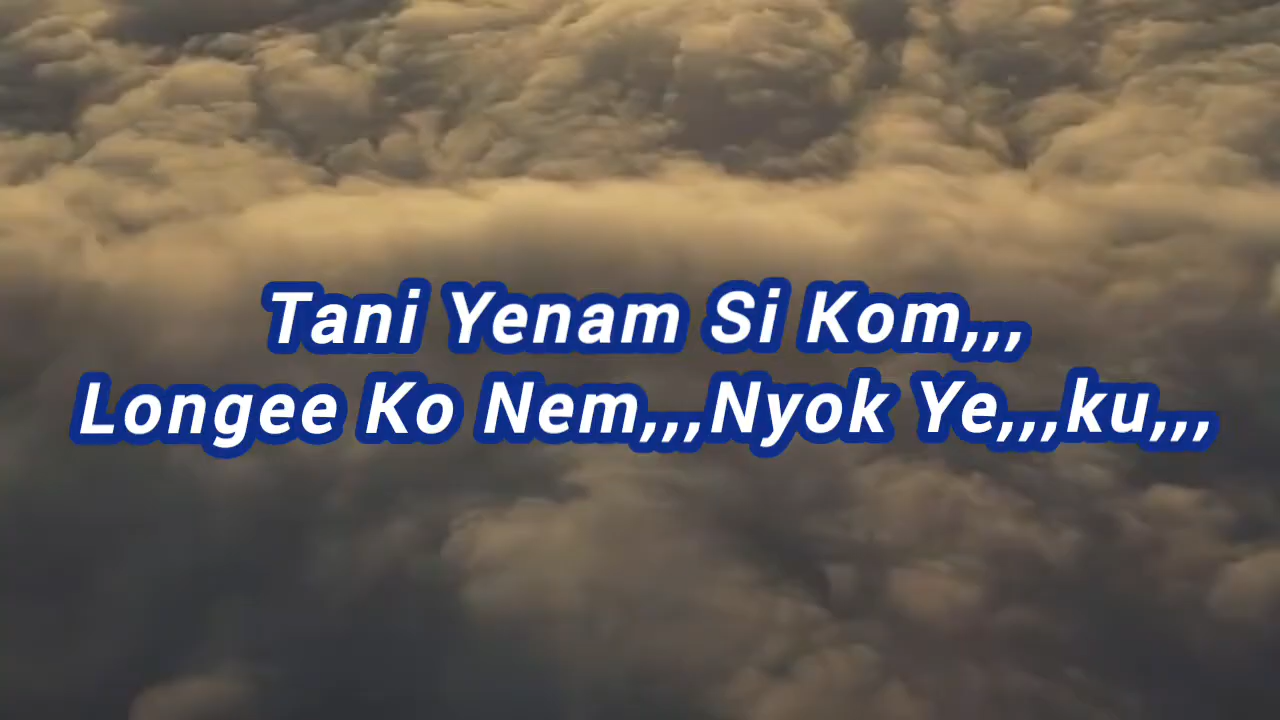 Tani Yenam Si Kom,,,
Longee Ko Nem,,,Nyok Ye,,,ku,,,